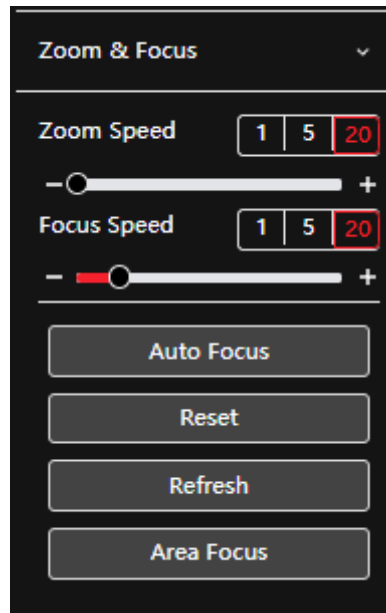 Zoom & Focus
Zoom Speed 1 5 20
− +
Focus Speed 1 5 20
− +
Auto Focus
Reset
Refresh
Area Focus